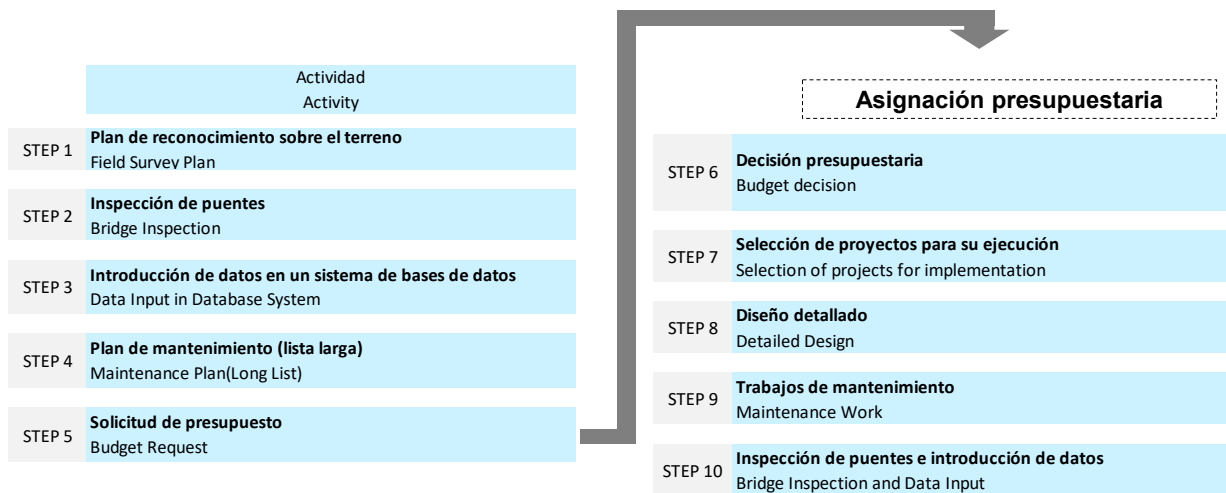 Actividad
Activity
STEP 1
Plan de reconocimiento sobre el terreno
Field Survey Plan
STEP 2
Inspección de puentes
Bridge Inspection
STEP 3
Introducción de datos en un sistema de bases de datos
Data Input in Database System
STEP 4
Plan de mantenimiento (lista larga)
Maintenance Plan(Long List)
STEP 5
Solicitud de presupuesto
Budget Request
Asignación presupuestaria
STEP 6
Decisión presupuestaria
Budget decision
STEP 7
Selección de proyectos para su ejecución
Selection of projects for implementation
STEP 8
Diseño detallado
Detailed Design
STEP 9
Trabajos de mantenimiento
Maintenance Work
STEP 10
Inspección de puentes e introducción de datos
Bridge Inspection and Data Input